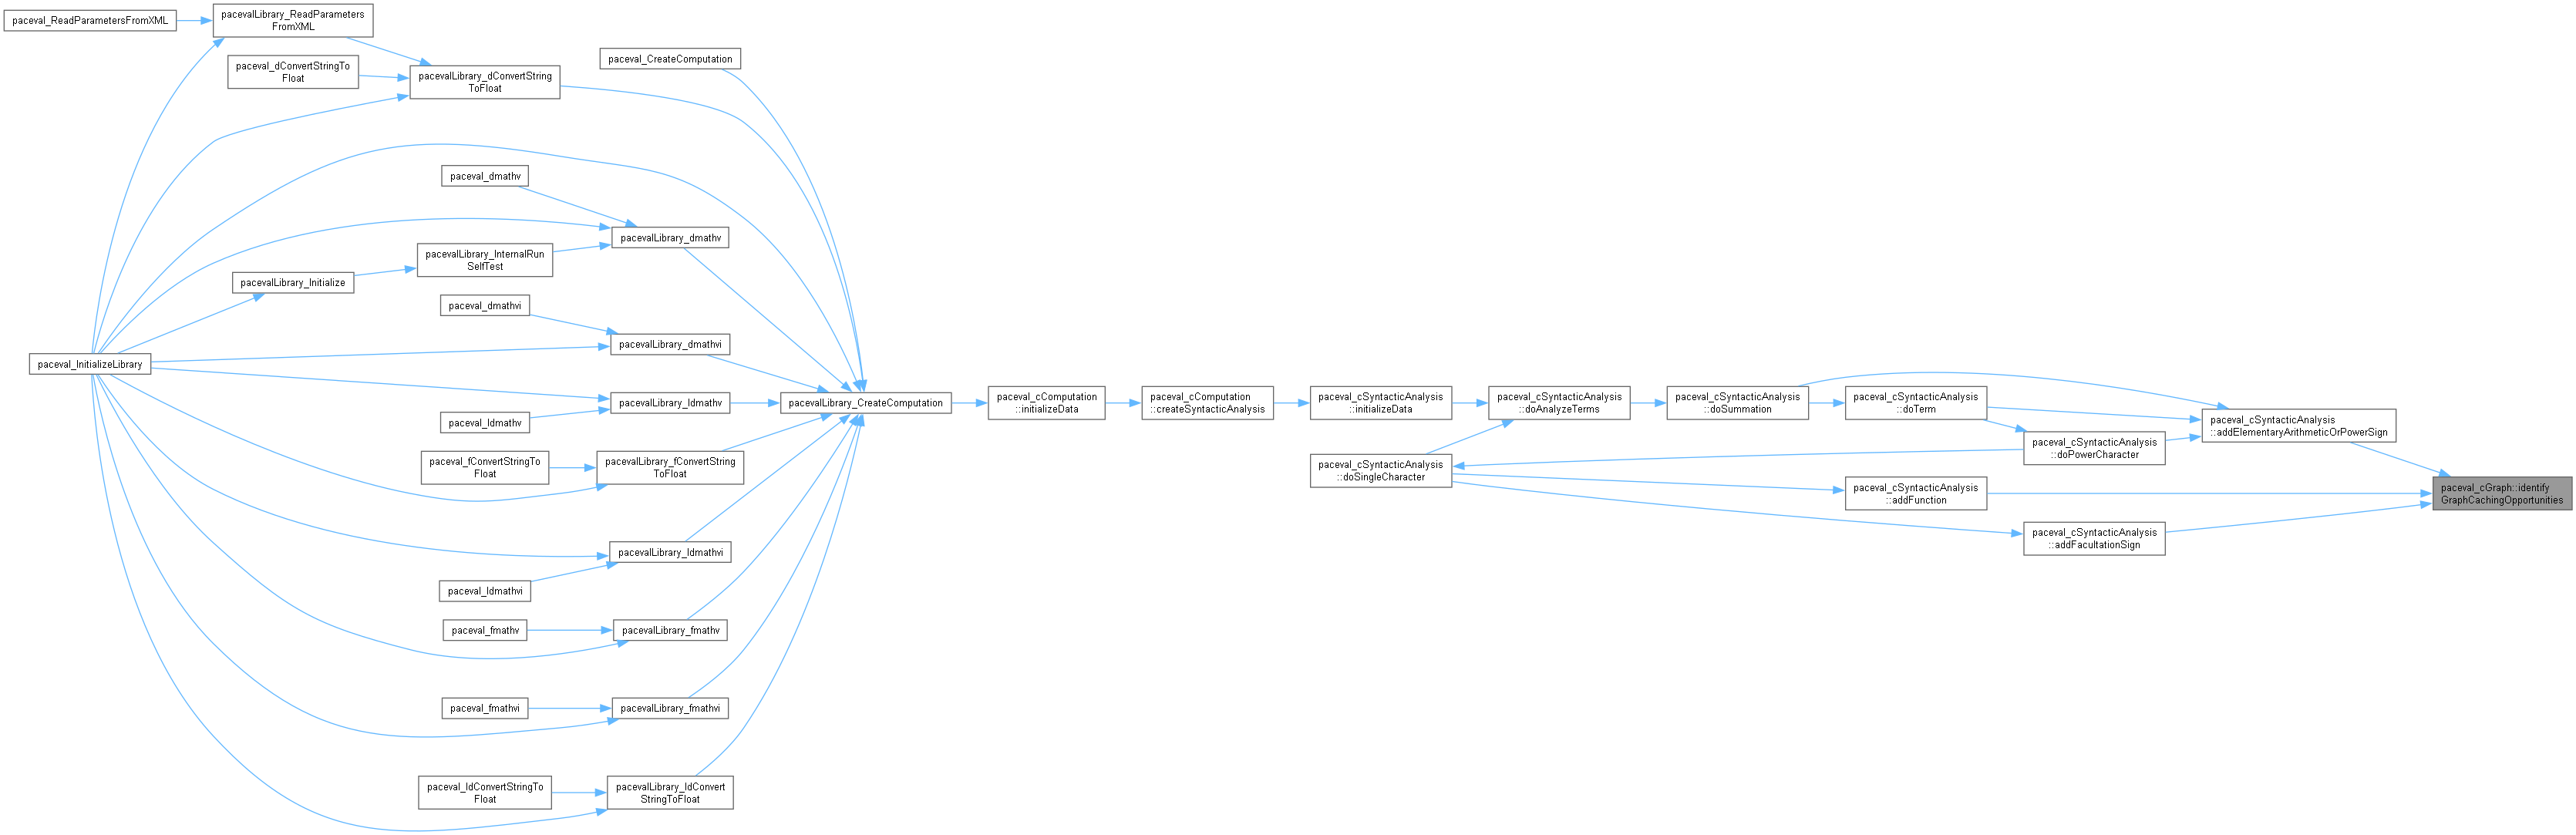 paceval_ReadParametersFromXML
pacevalLibrary_ReadParameters
FromXML
paceval_dConvertStringTo
Float
pacevalLibrary_dConvertString
ToFloat
paceval_CreateComputation
paceval_dmathv
pacevalLibrary_dmathv
pacevalLibrary_InternalRun
SelfTest
pacevalLibrary_Initialize
paceval_dmathvi
pacevalLibrary_dmathvi
paceval_InitializeLibrary
pacevalLibrary_ldmathv
paceval_ldmathv
pacevalLibrary_CreateComputation
paceval_cComputation
::initializeData
paceval_cComputation
::createSyntacticAnalysis
paceval_cSyntacticAnalysis
::initializeData
paceval_cSyntacticAnalysis
::doAnalyzeTerms
paceval_cSyntacticAnalysis
::doSummation
paceval_cSyntacticAnalysis
::doTerm
paceval_cSyntacticAnalysis
::addElementaryArithmeticOrPowerSign
paceval_cSyntacticAnalysis
::doPowerCharacter
paceval_fConvertStringTo
Float
pacevalLibrary_fConvertString
ToFloat
paceval_cSyntacticAnalysis
::doSingleCharacter
paceval_cSyntacticAnalysis
::addFunction
paceval_cGraph::identify
GraphCachingOpportunities
paceval_cSyntacticAnalysis
::addFacultationSign
pacevalLibrary_ldmathvi
paceval_ldmathvi
paceval_fmathv
pacevalLibrary_fmathv
paceval_fmathvi
pacevalLibrary_fmathvi
paceval_ldConvertStringTo
Float
pacevalLibrary_ldConvert
StringToFloat